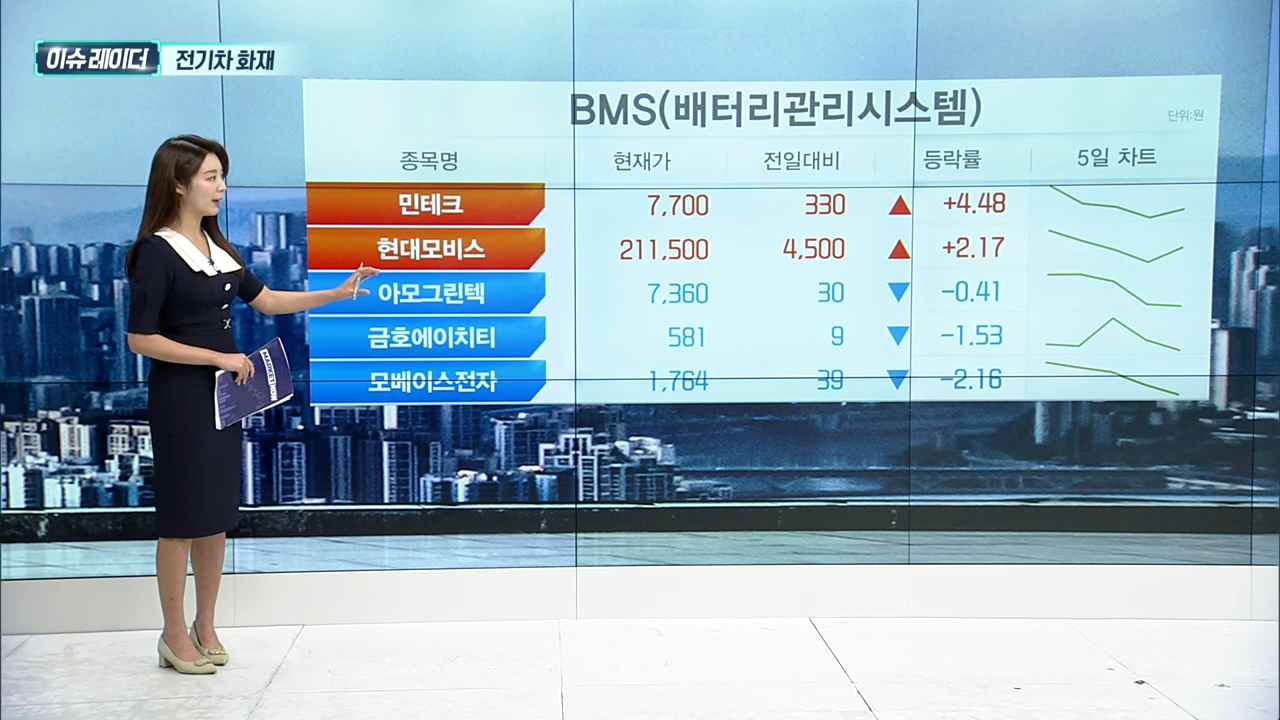 이슈 레이더 전기차 화재
BMS(배터리관리시스템)
단위:원
종목명 현재가 전일대비 등락률 5일 차트
민테크 7,700 330 ▲ +4.48
현대모비스 211,500 4,500 ▲ +2.17
아모그린텍 7,360 30 ▼ -0.41
금호에이치티 581 9 ▼ -1.53
모베이스전자 1,764 39 ▼ -2.16
MARKET NOW